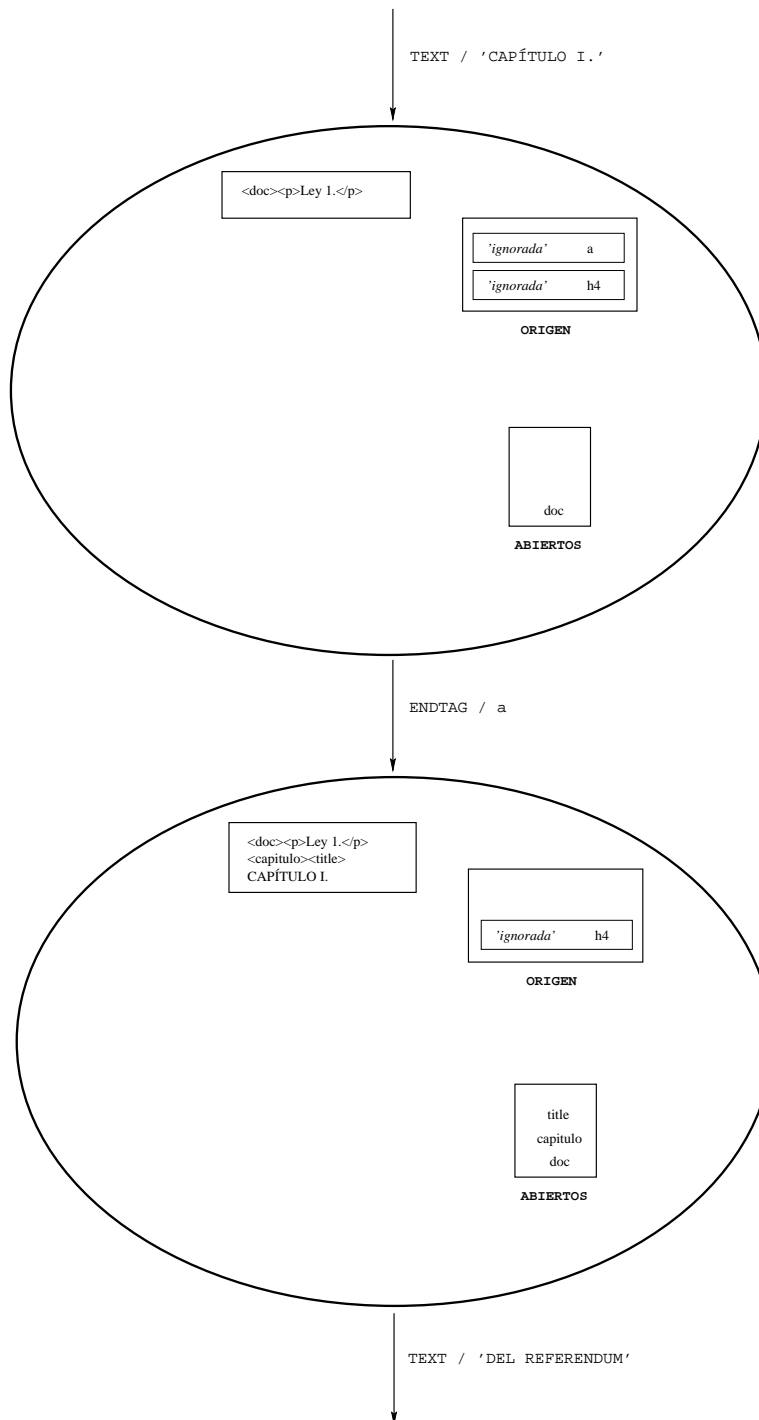 TEXT / ’CAPÍTULO I.’
<doc><p>Ley 1.</p>
’ignorada’ a
’ignorada’ h4
ORIGEN
doc
ABIERTOS
ENDTAG / a
<doc><p>Ley 1.</p>
<capitulo><title>
CAPÍTULO I.
’ignorada’ h4
ORIGEN
title
capitulo
doc
ABIERTOS
TEXT / ’DEL REFERENDUM’